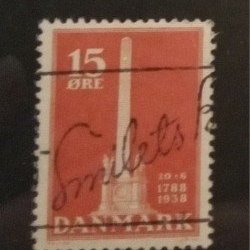 15
ØRE
Smilets
20-6
1788
1938
DANMARK